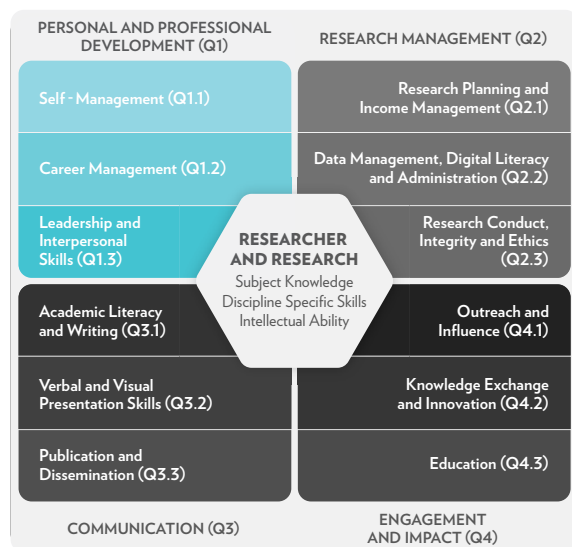 PERSONAL AND PROFESSIONAL
DEVELOPMENT (Q1)
RESEARCH MANAGEMENT (Q2)
Self-Management (Q1.1)
Career Management (Q1.2)
Leadership and
Interpersonal
Skills (Q1.3)
Research Planning and
Income Management (Q2.1)
Data Management, Digital Literacy
and Administration (Q2.2)
Research Conduct,
Integrity and Ethics
(Q2.3)
RESEARCHER
AND RESEARCH
Subject Knowledge
Discipline Specific Skills
Intellectual Ability
Academic Literacy
and Writing (Q3.1)
Verbal and Visual
Presentation Skills (Q3.2)
Publication and
Dissemination (Q3.3)
Outreach and
Influence (Q4.1)
Knowledge Exchange
and Innovation (Q4.2)
Education (Q4.3)
COMMUNICATION (Q3)
ENGAGEMENT
AND IMPACT (Q4)